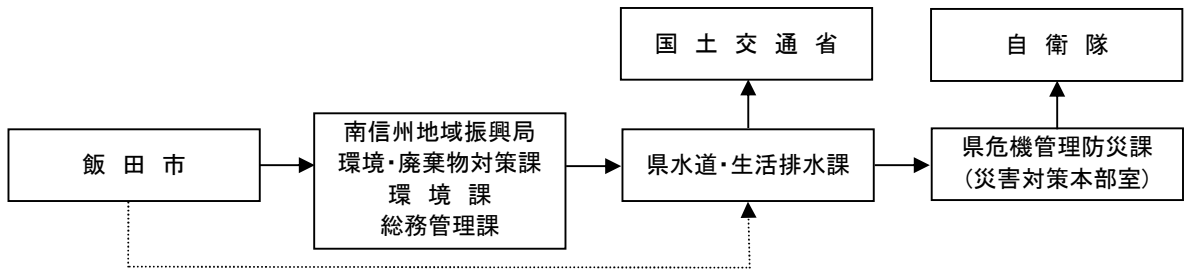 国土交通省
自衛隊
飯田市
南信州地域振興局
環境・廃棄物対策課
環境課
総務管理課
県水道・生活排水課
県危機管理防災課
(災害対策本部室)